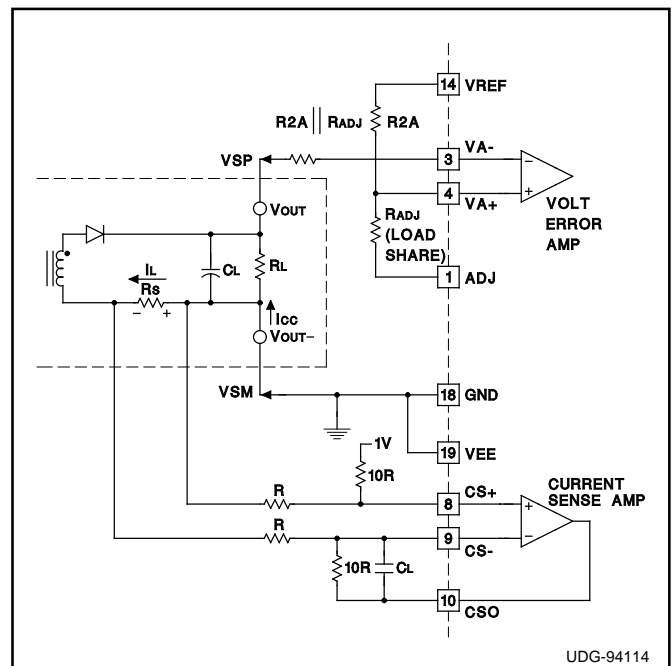 14 VREF
R2A || RADJ R2A
VSP
3 VA-
VOUT
4 VA+
VOLT
ERROR
AMP
RADJ
(LOAD
SHARE)
IL
RS
- +
CL
RL
1 ADJ
ICC
VOUT-
VSM
18 GND
1V
19 VEE
10R
CURRENT
SENSE AMP
R
8 CS+
+
-
R
9 CS-
10R CL
10 CSO
UDG-94114